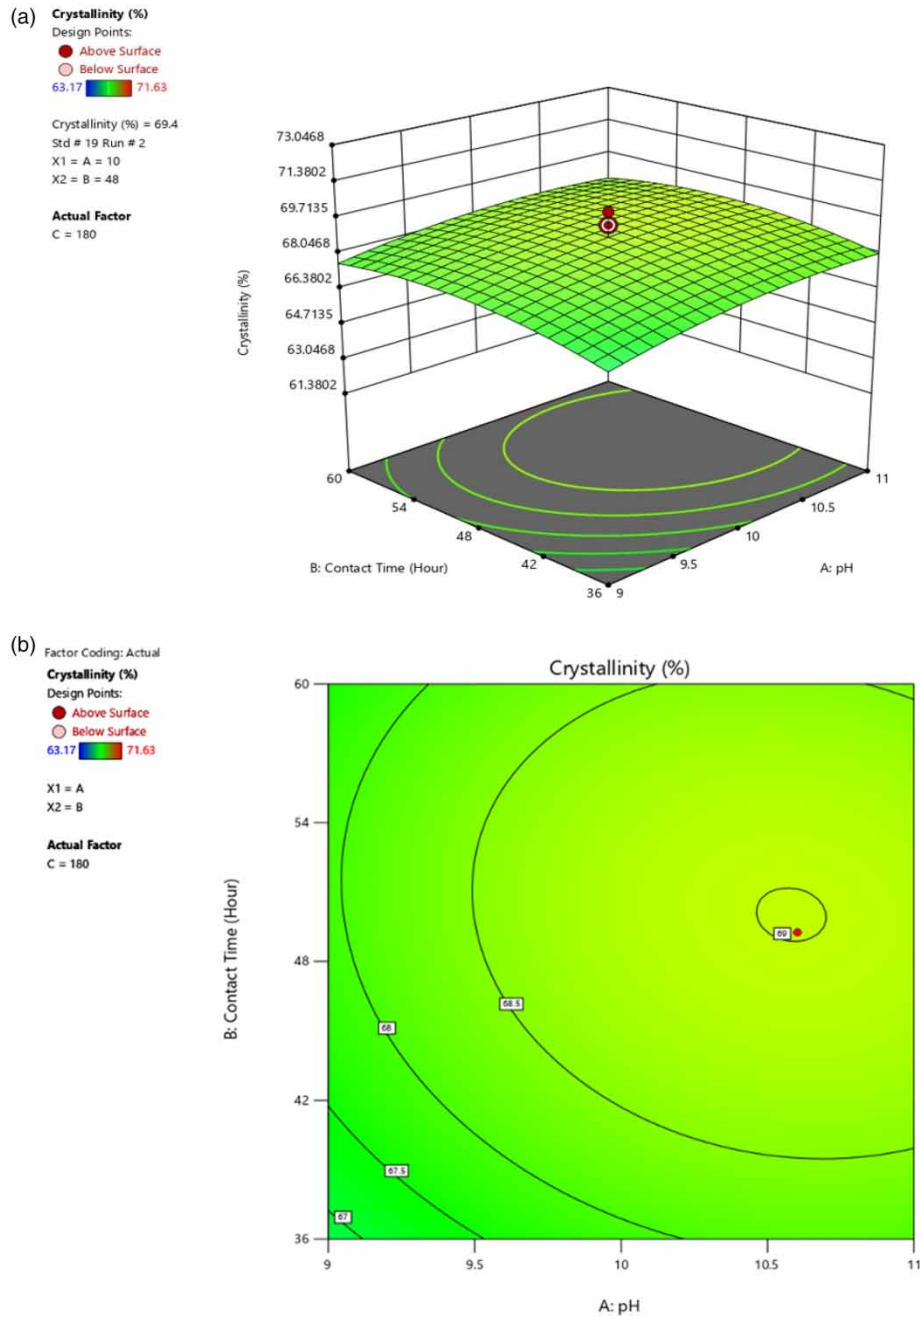 (a)
Crystallinity (%)
Design Points:
Above Surface
Below Surface
63.17 71.63
Crystallinity (%) = 69.4
Std # 19 Run # 2
X1 = A = 10
X2 = B = 48
Actual Factor
C = 180
Crystallinity (%)
73.0468
71.3802
69.7135
68.0468
66.3802
64.7135
63.0468
61.3802
60
54
48
42
36
9
9.5
10
10.5
11
B: Contact Time (Hour)
A: pH
(b)
Factor Coding: Actual
Crystallinity (%)
Design Points:
Above Surface
Below Surface
63.17 71.63
X1 = A
X2 = B
Actual Factor
C = 180
Crystallinity (%)
B: Contact Time (Hour)
60
54
48
42
36
69
68.5
68
67.5
67
9
9.5
10
10.5
11
A: pH